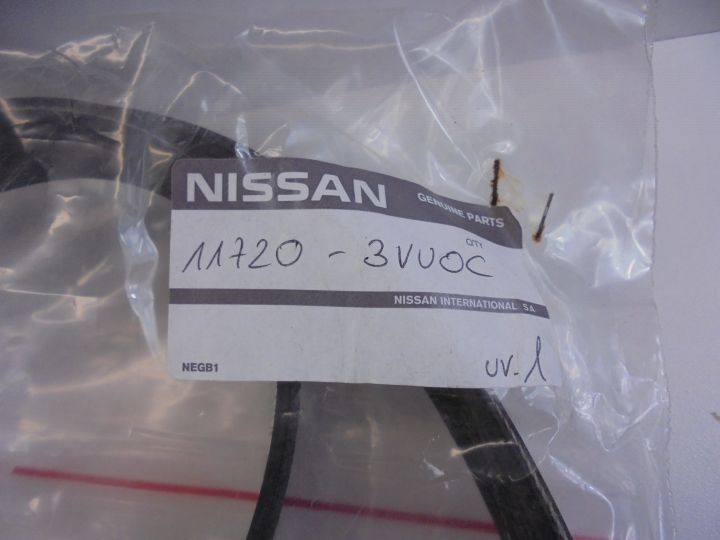 NISSAN GENUINE PARTS
QTY
11720 - 3VU0C
NISSAN INTERNATIONAL SA
NEGB1
UV-1